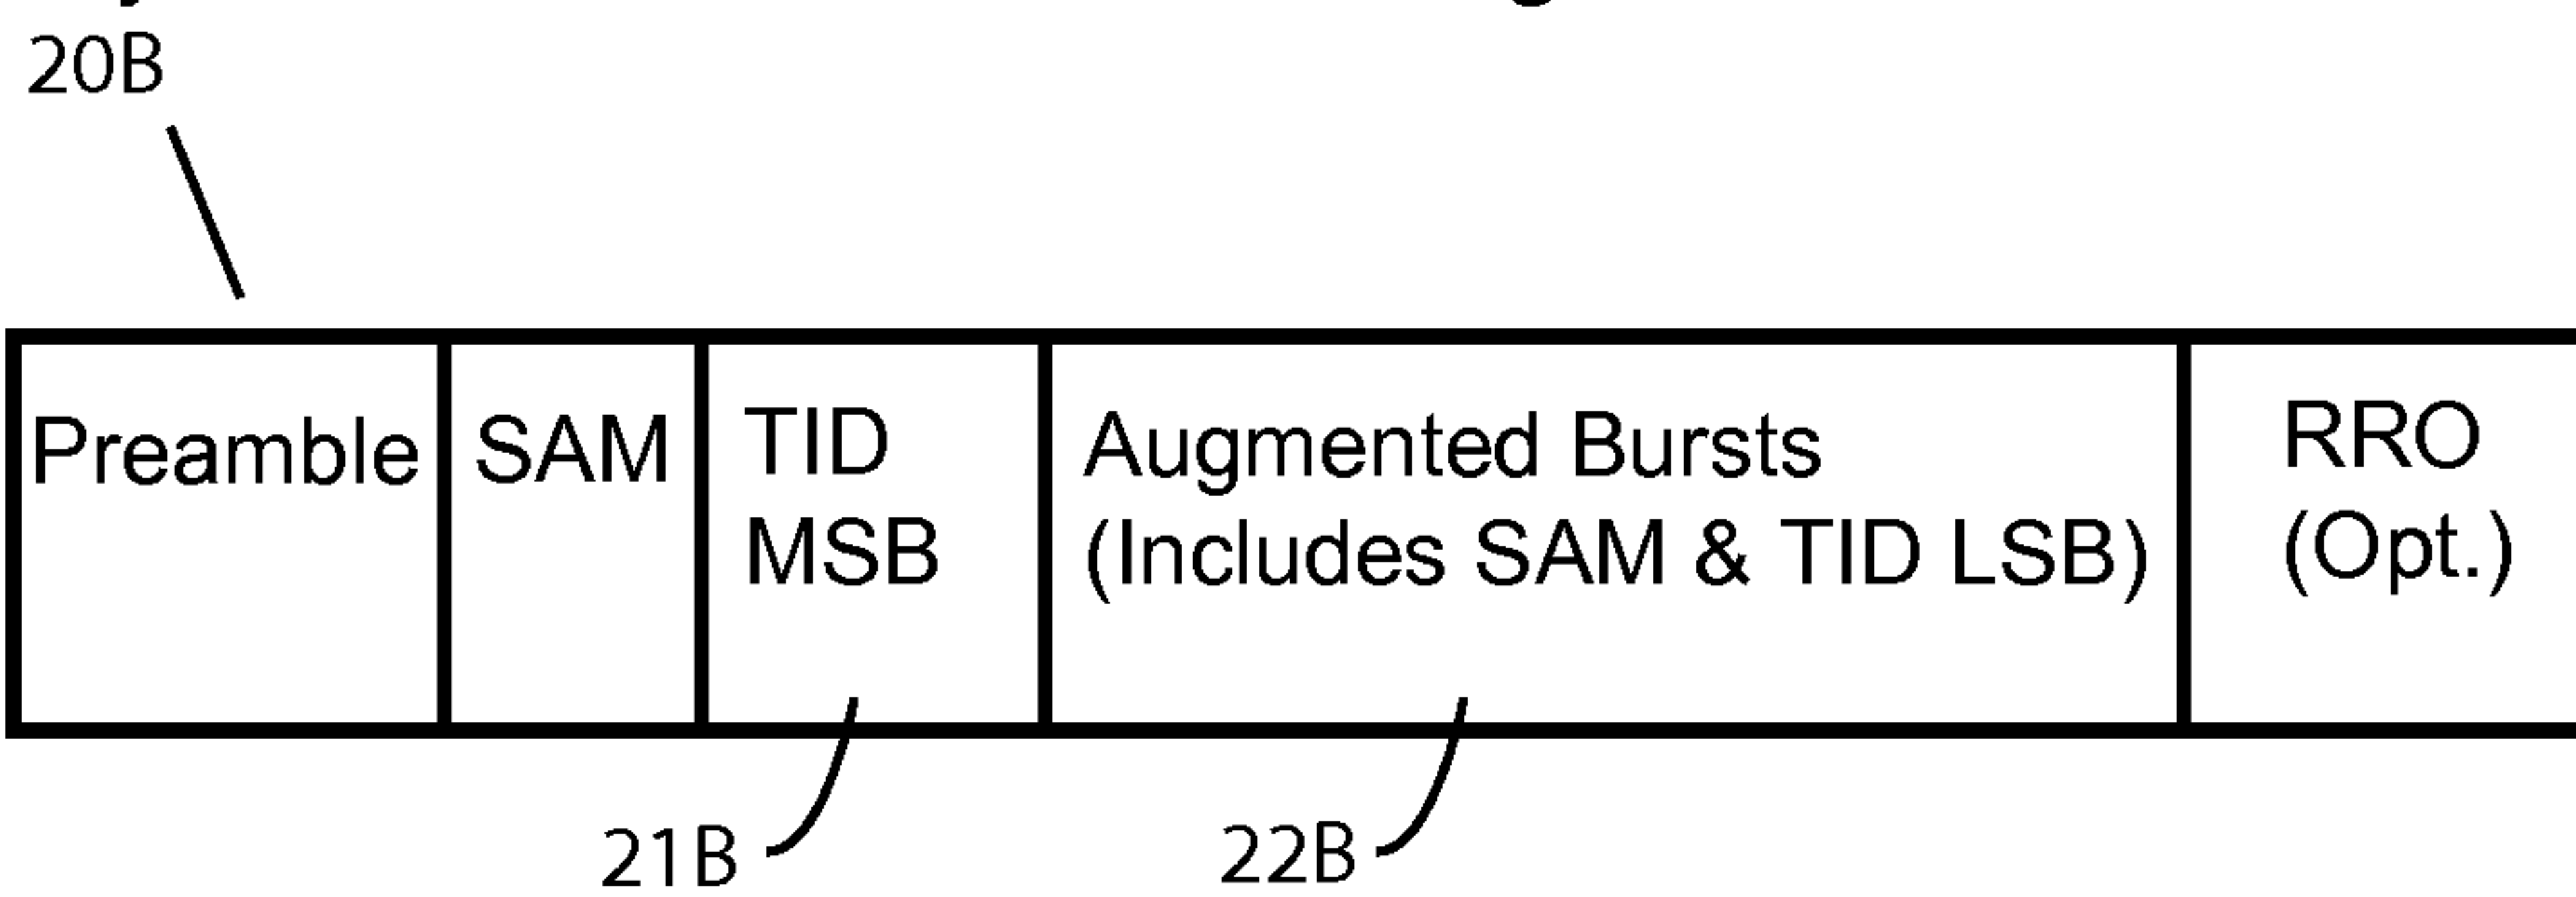 20B
Preamble
SAM
TID
MSB
Augmented Bursts
(Includes SAM & TID LSB)
RRO
(Opt.)
21B
22B